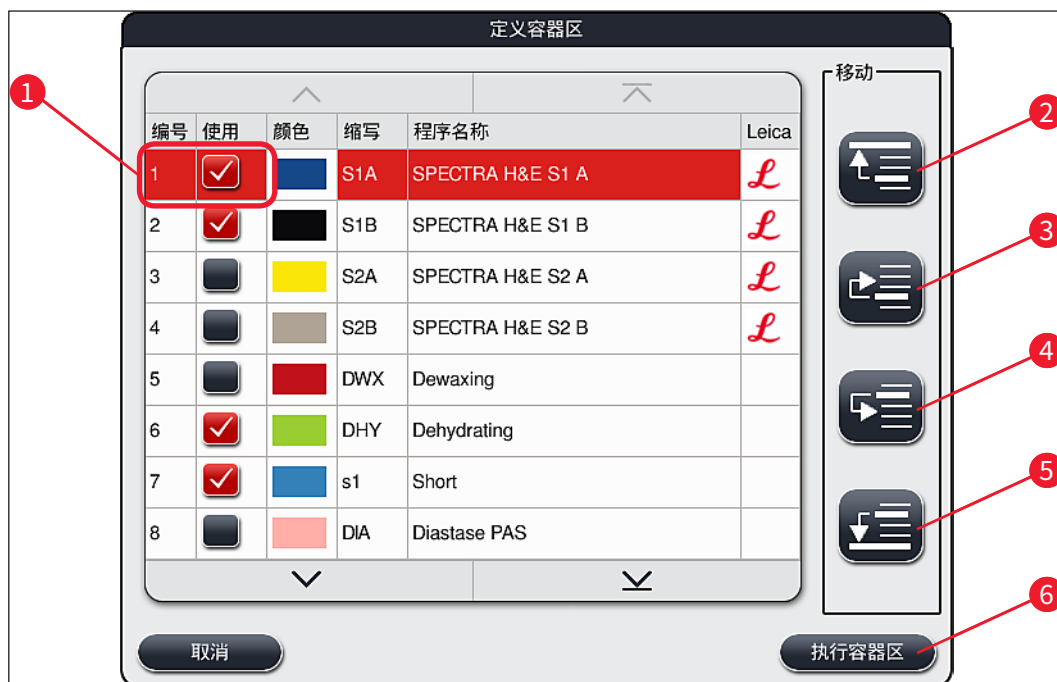 定义容器区
移动
编号 使用 颜色 缩写 程序名称 Leica
1 S1A SPECTRA H&E S1 A
2 S1B SPECTRA H&E S1 B
3 S2A SPECTRA H&E S2 A
4 S2B SPECTRA H&E S2 B
5 DWX Dewaxing
6 DHY Dehydrating
7 s1 Short
8 DIA Diastase PAS
取消
执行容器区
1
2
3
4
5
6